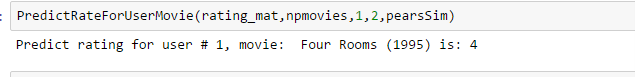 PredictRateForUserMovie(rating_mat,npmovies,1,2,pearsSim)
Predict rating for user # 1, movie:  Four Rooms (1995) is: 4